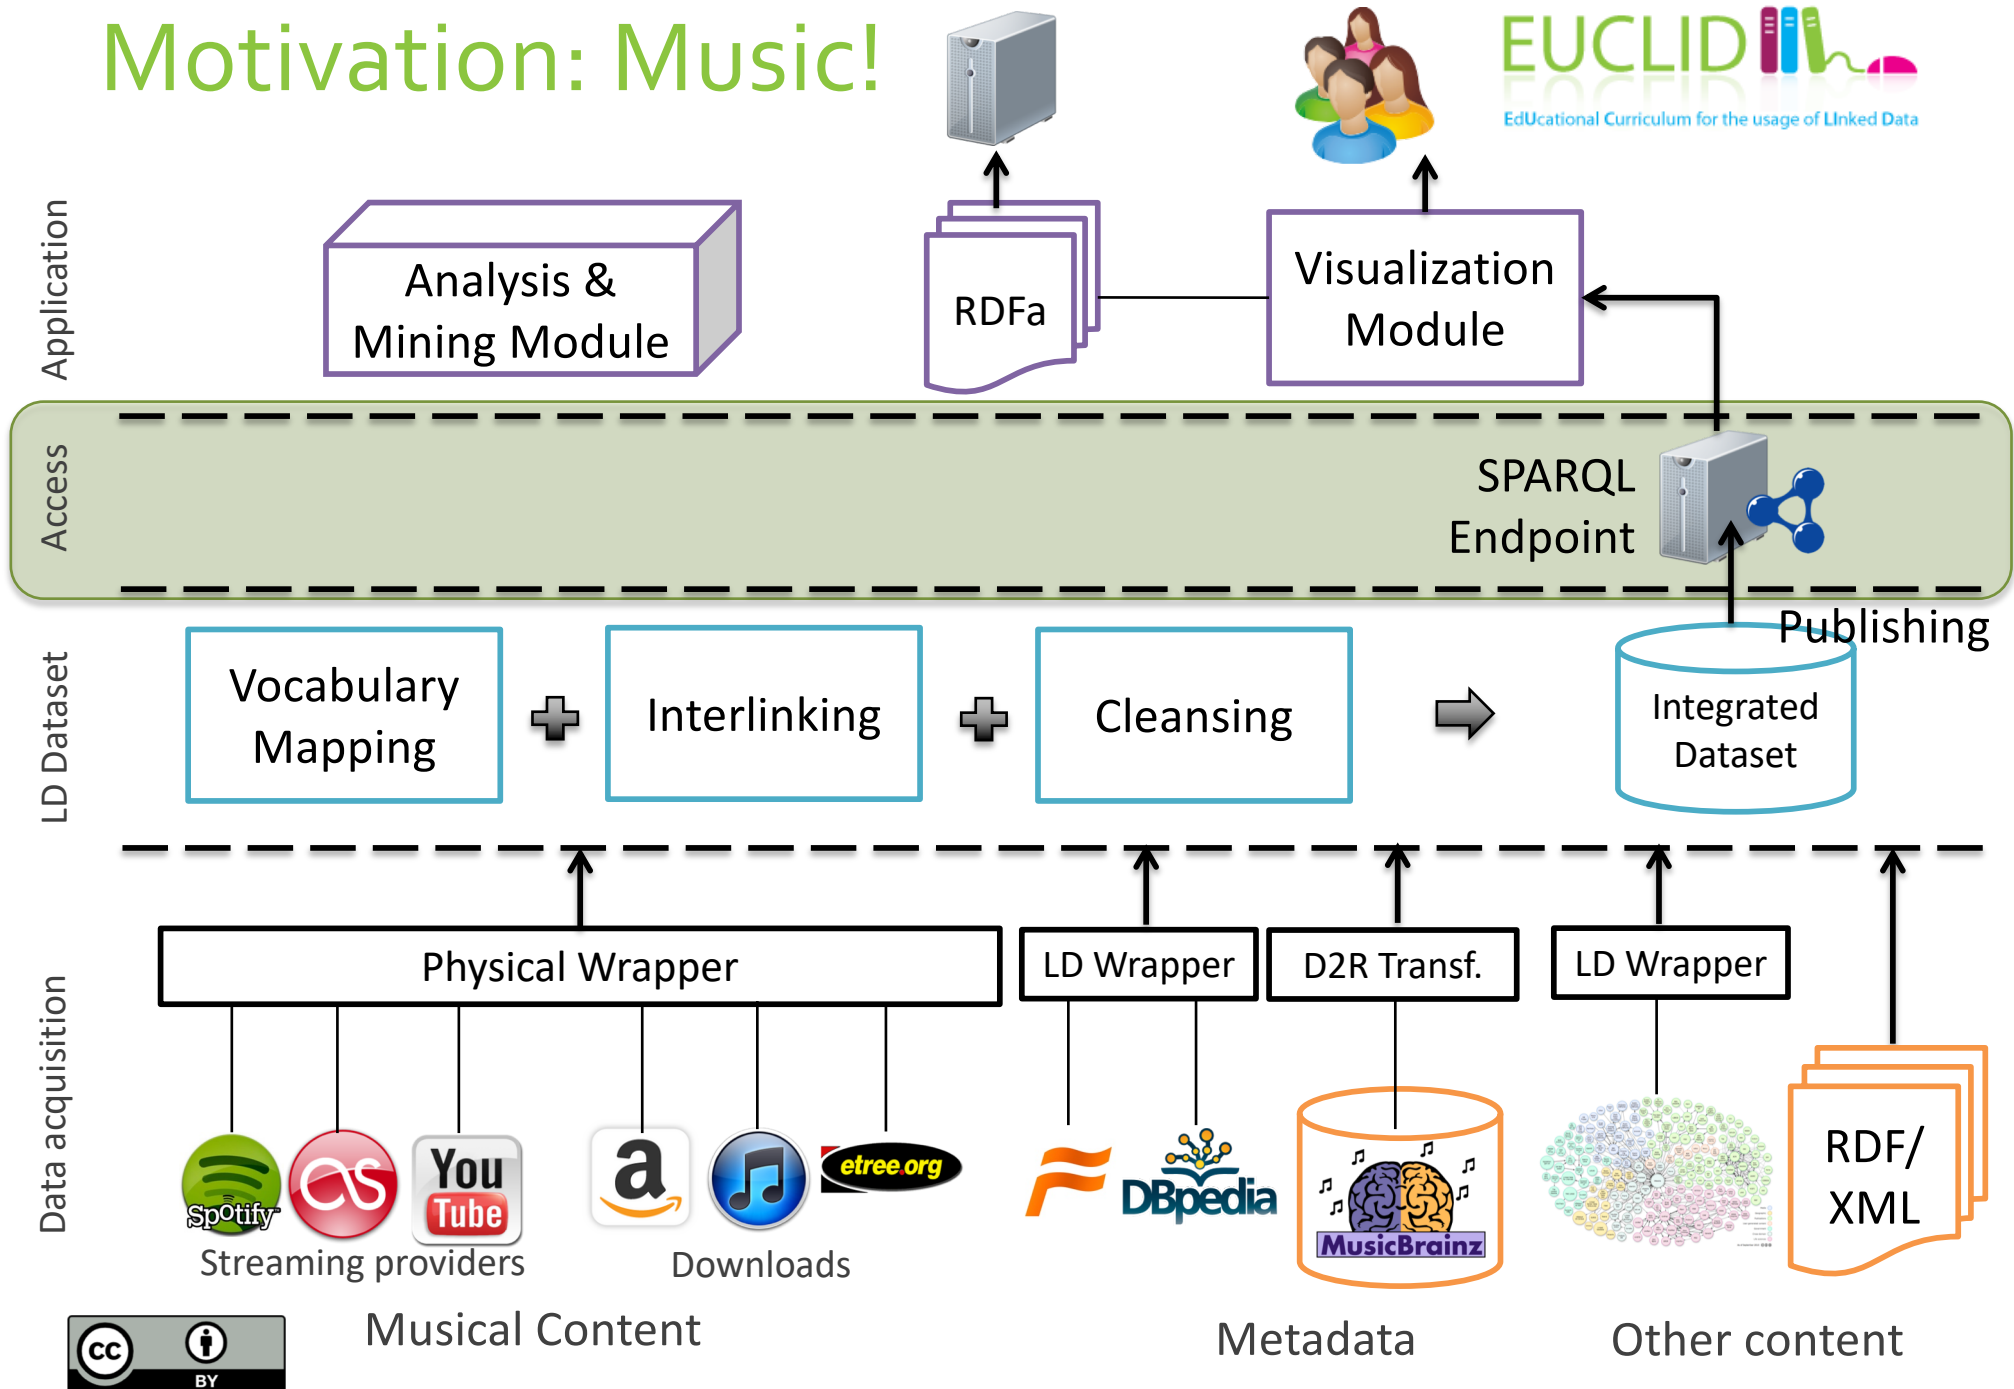 Motivation: Music!
EUCLID
EdUcational Curriculum for the usage of LInked Data
Application
Analysis &
Mining Module
RDFa
Visualization
Module
Access
SPARQL
Endpoint
Publishing
LD Dataset
Vocabulary
Mapping
Interlinking
Cleansing
Integrated
Dataset
Data acquisition
Physical Wrapper
LD Wrapper
D2R Transf.
LD Wrapper
Spotify
You
Tube
a
etree.org
DBpedia
MusicBrainz
RDF/
XML
Streaming providers
Downloads
Musical Content
Metadata
Other content
cc
BY